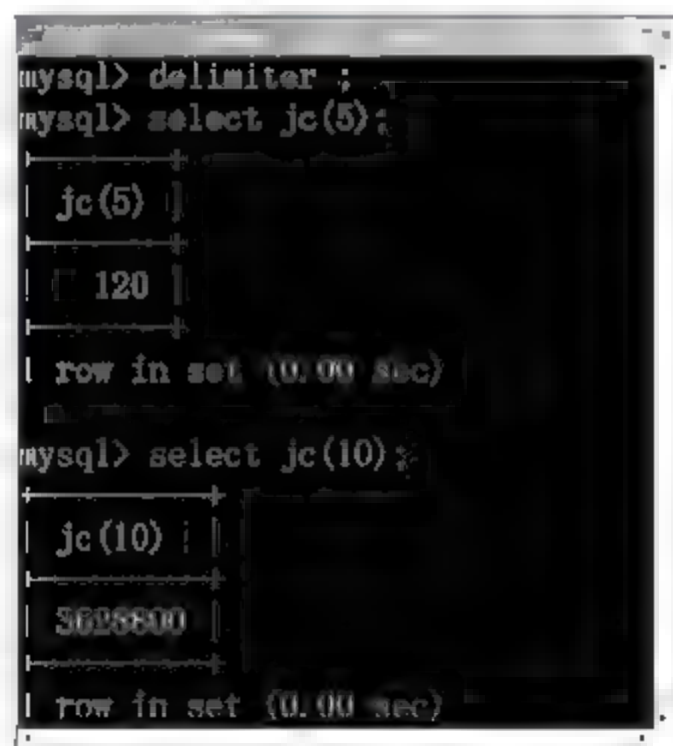 mysql> delimiter ;
mysql> select jc(5);
jc(5)
120
1 row in set (0.00 sec)
mysql> select jc(10);
jc(10)
3628800
1 row in set (0.00 sec)